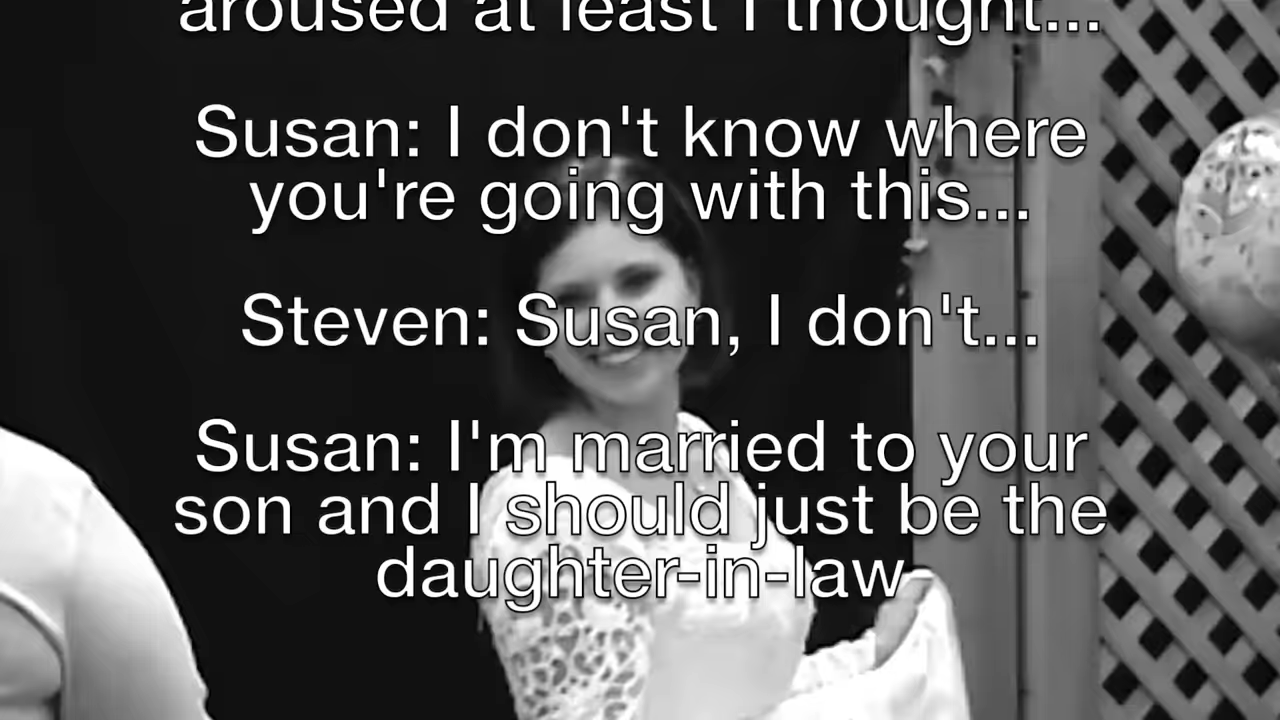 aroused at least I thought...
Susan: I don't know where
you're going with this...
Steven: Susan, I don't...
Susan: I'm married to your
son and I should just be the
daughter-in-law